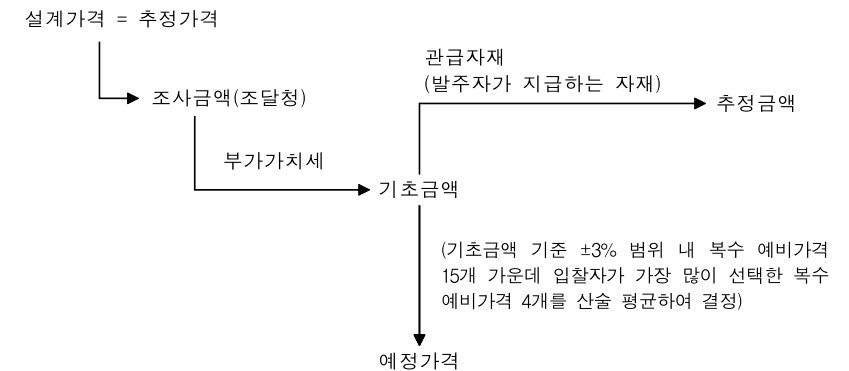 설계가격 = 추정가격
관급자재
(발주자가 지급하는 자재)
조사금액(조달청)
추정금액
부가가치세
기초금액
(기초금액 기준 ±3% 범위 내 복수 예비가격
15개 가운데 입찰자가 가장 많이 선택한 복수
예비가격 4개를 산술 평균하여 결정)
예정가격